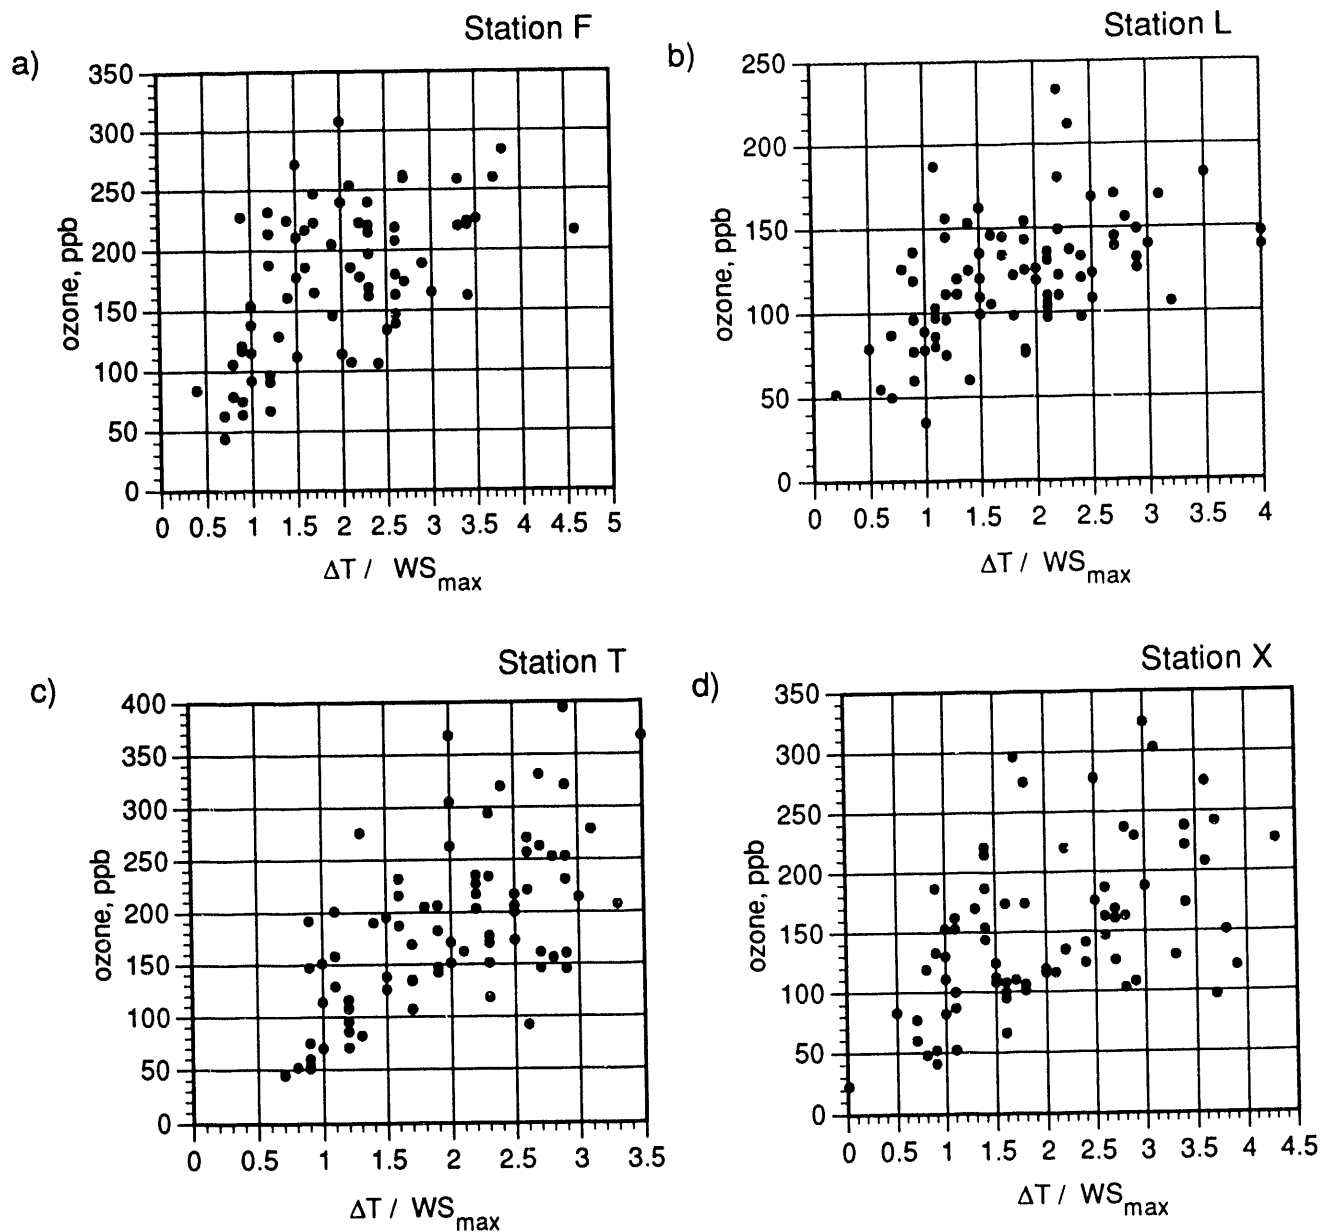 Station F
a)
350
300
250
200
150
100
50
0
ozone, ppb
0 0.5 1 1.5 2 2.5 3 3.5 4 4.5 5
ΔT / WSmax
Station L
b)
250
200
150
100
50
0
ozone, ppb
0 0.5 1 1.5 2 2.5 3 3.5 4
ΔT / WSmax
Station T
c)
400
350
300
250
200
150
100
50
0
ozone, ppb
0 0.5 1 1.5 2 2.5 3 3.5
ΔT / WSmax
Station X
d)
350
300
250
200
150
100
50
0
ozone, ppb
0 0.5 1 1.5 2 2.5 3 3.5 4 4.5
ΔT / WSmax